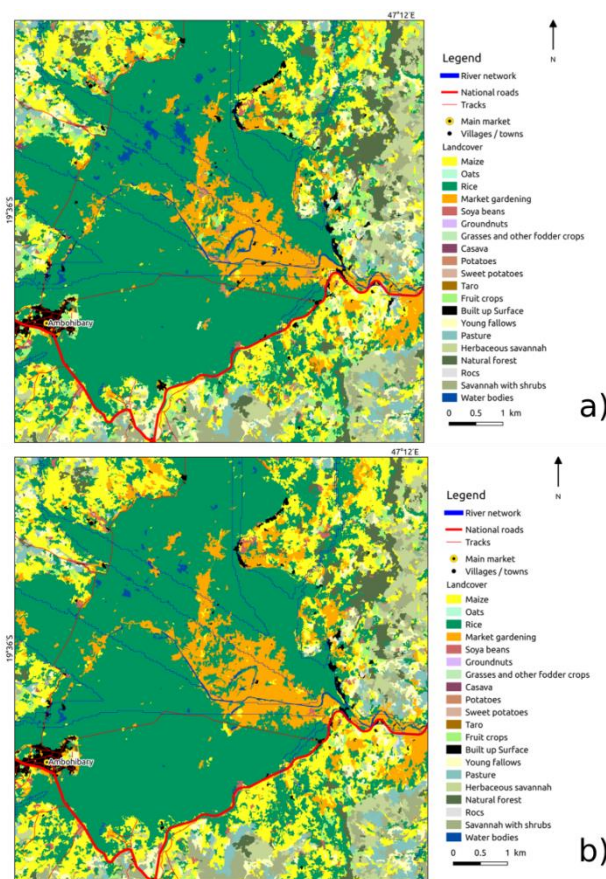 47°12'E
N
Legend
River network
National roads
Tracks
Main market
Villages / towns
Landcover
Maize
Oats
Rice
Market gardening
Soya beans
Groundnuts
Grasses and other fodder crops
Casava
Potatoes
Sweet potatoes
Taro
Fruit crops
Built up Surface
Young fallows
Pasture
Herbaceous savannah
Natural forest
Rocs
Savannah with shrubs
Water bodies
0 0.5 1 km
19°36'S
Ambohibary
a)
47°12'E
N
Legend
River network
National roads
Tracks
Main market
Villages / towns
Landcover
Maize
Oats
Rice
Market gardening
Soya beans
Groundnuts
Grasses and other fodder crops
Casava
Potatoes
Sweet potatoes
Taro
Fruit crops
Built up Surface
Young fallows
Pasture
Herbaceous savannah
Natural forest
Rocs
Savannah with shrubs
Water bodies
0 0.5 1 km
19°36'S
Ambohibary
b)